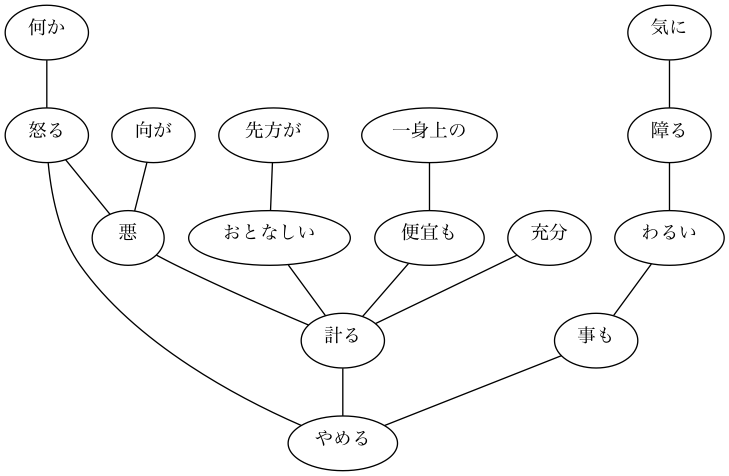 何か
気に
怒る
向が
先方が
一身上の
障る
悪
おとなしい
便宜も
充分
わるい
計る
事も
やめる